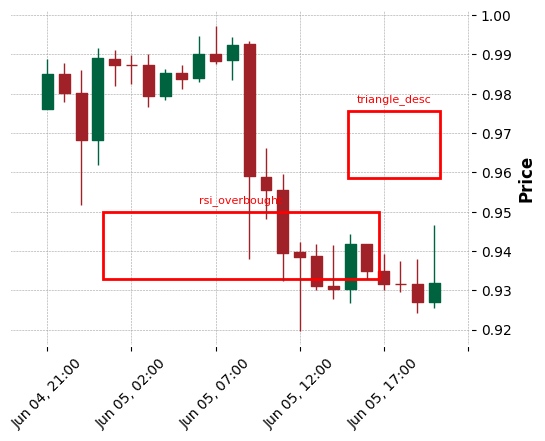 1.00
0.99
0.98
triangle_desc
0.97
0.96
Price
rsi_overbought
0.95
0.94
0.93
0.92
Jun 04, 21:00
Jun 05, 02:00
Jun 05, 07:00
Jun 05, 12:00
Jun 05, 17:00